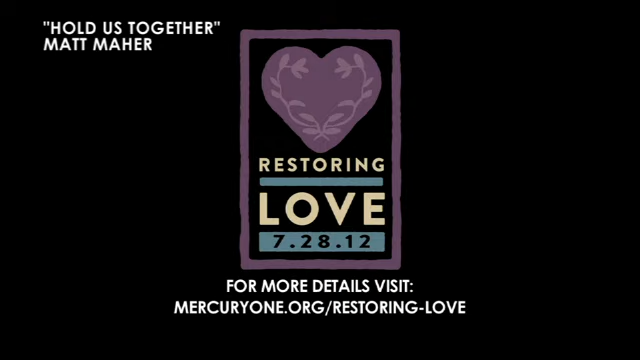 "HOLD US TOGETHER"
MATT MAHER
RESTORING
LOVE
7.28.12
FOR MORE DETAILS VISIT:
MERCURYONE.ORG/RESTORING-LOVE